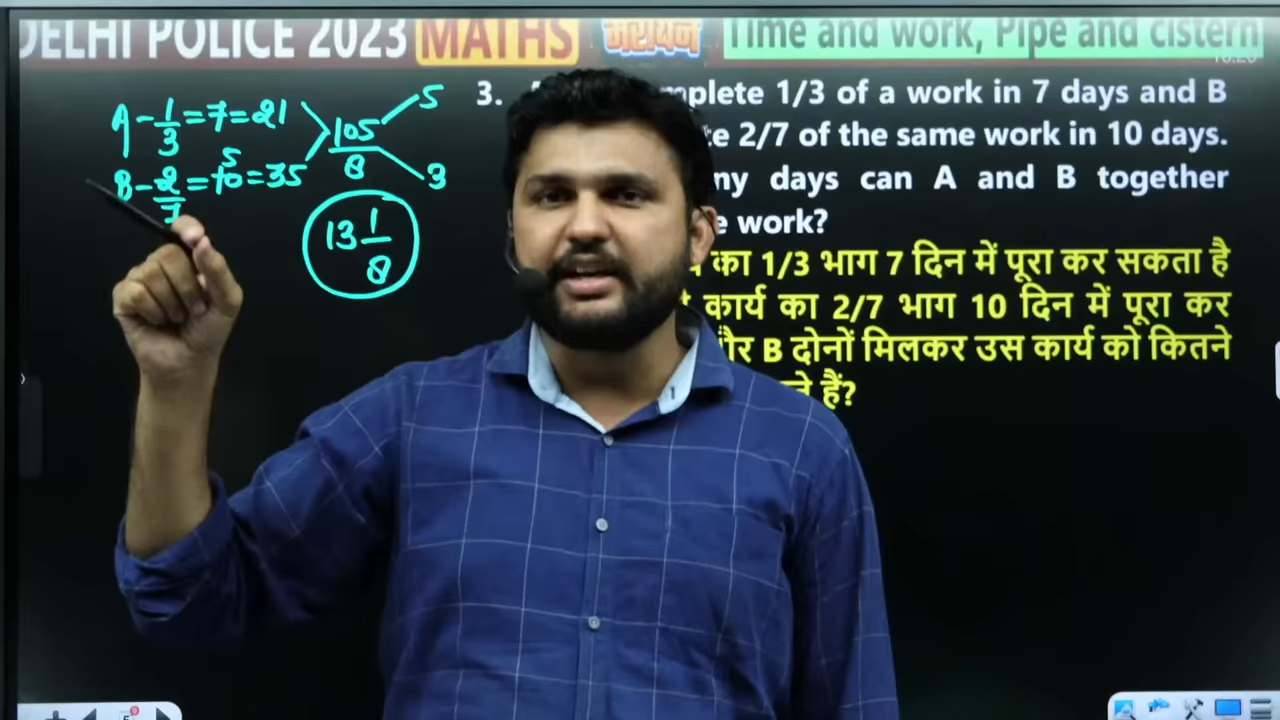 DELHI POLICE 2023 MATHS मैराथन Time and work, Pipe and cistern
3. 1/3 of a work in 7 days and B
2/7 of the same work in 10 days.
days can A and B together
work?
का 1/3 भाग 7 दिन में पूरा कर सकता है
कार्य का 2/7 भाग 10 दिन में पूरा कर
और B दोनों मिलकर उस कार्य को कितने
हैं?
A - 1/3 = 7 = 21
B - 2/7 = 10 = 35
5
105/8
5
3
13 1/8